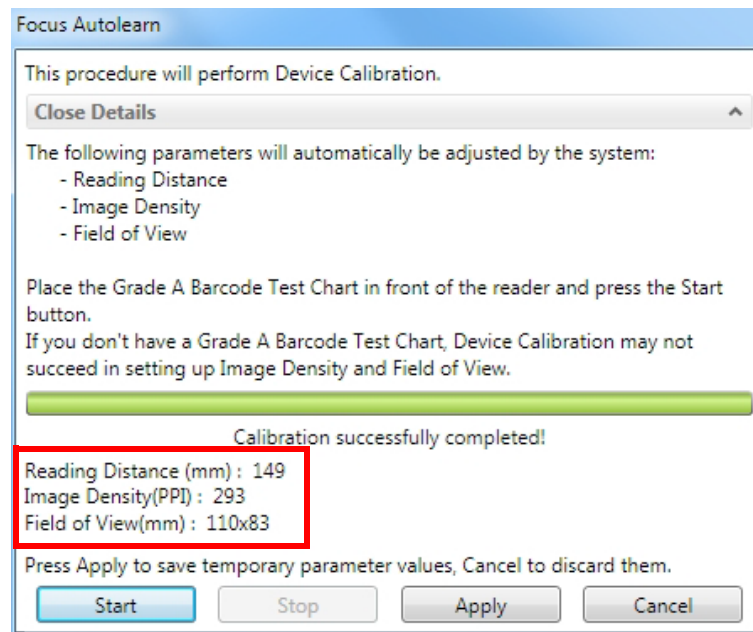 Focus Autolearn
This procedure will perform Device Calibration.
Close Details
The following parameters will automatically be adjusted by the system:
- Reading Distance
- Image Density
- Field of View
Place the Grade A Barcode Test Chart in front of the reader and press the Start
button.
If you don't have a Grade A Barcode Test Chart, Device Calibration may not
succeed in setting up Image Density and Field of View.
Calibration successfully completed!
Reading Distance (mm) : 149
Image Density(PPI) : 293
Field of View(mm) : 110x83
Press Apply to save temporary parameter values, Cancel to discard them.
Start Stop Apply Cancel